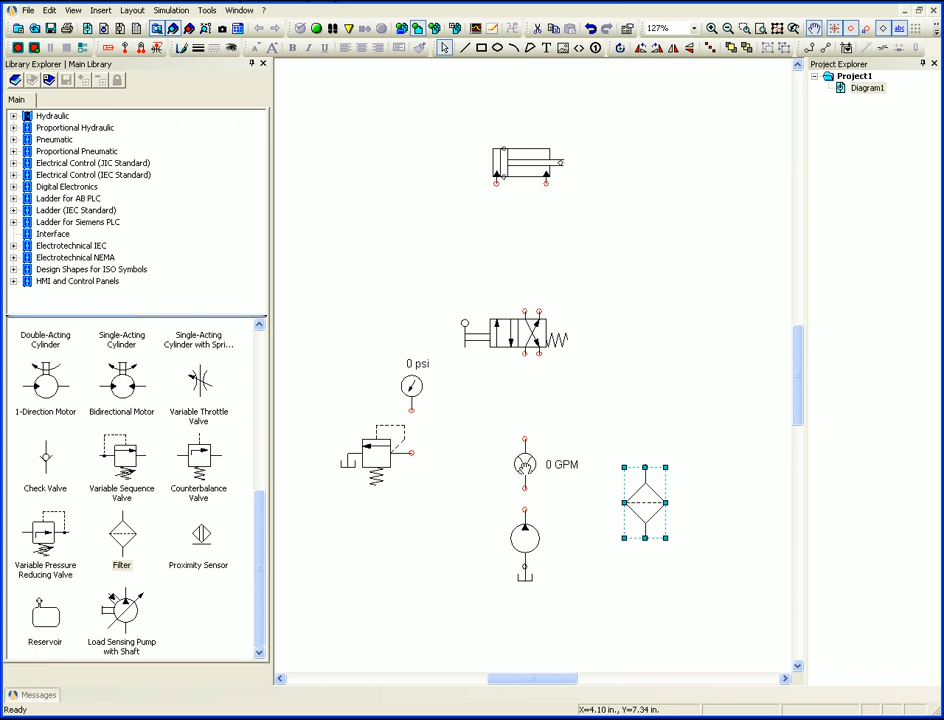 File Edit View Insert Layout Simulation Tools Window ?
127%
Library Explorer | Main Library
Project Explorer
Main
Hydraulic
Proportional Hydraulic
Pneumatic
Proportional Pneumatic
Electrical Control (JIC Standard)
Electrical Control (IEC Standard)
Digital Electronics
Ladder for AB PLC
Ladder (IEC Standard)
Ladder for Siemens PLC
Interface
Electrotechnical IEC
Electrotechnical NEMA
Design Shapes for ISO Symbols
HMI and Control Panels
Project1
Diagram1
Double-Acting
Cylinder
Single-Acting
Cylinder
Single-Acting
Cylinder with Spri...
1-Direction Motor
Bidirectional Motor
Variable Throttle
Valve
Check Valve
Variable Sequence
Valve
Counterbalance
Valve
Variable Pressure
Reducing Valve
Filter
Proximity Sensor
Reservoir
Load Sensing Pump
with Shaft
0 psi
0 GPM
Messages
Ready
X=4.10 in., Y=7.34 in.